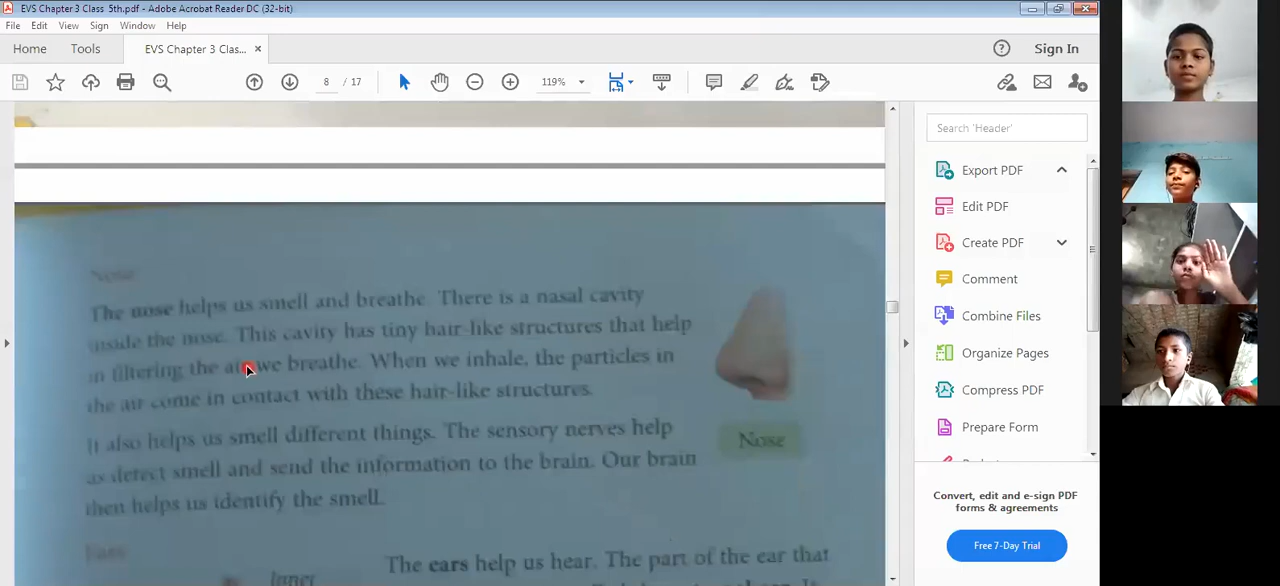 EVS Chapter 3 Class 5th.pdf - Adobe Acrobat Reader DC (32-bit)
File Edit View Sign Window Help
Home Tools EVS Chapter 3 Clas... × Sign In
8 / 17 119%
Search 'Header'
Export PDF
Edit PDF
Create PDF
Comment
Combine Files
Organize Pages
Compress PDF
Prepare Form
Convert, edit and e-sign PDF
forms & agreements
Free 7-Day Trial
Nose
The nose helps us smell and breathe. There is a nasal cavity
inside the nose. This cavity has tiny hair-like structures that help
in filtering the air we breathe. When we inhale, the particles in
the air come in contact with these hair-like structures.
It also helps us smell different things. The sensory nerves help
us detect smell and send the information to the brain. Our brain
then helps us identify the smell.
Nose
Ears
Inner
The ears help us hear. The part of the ear that